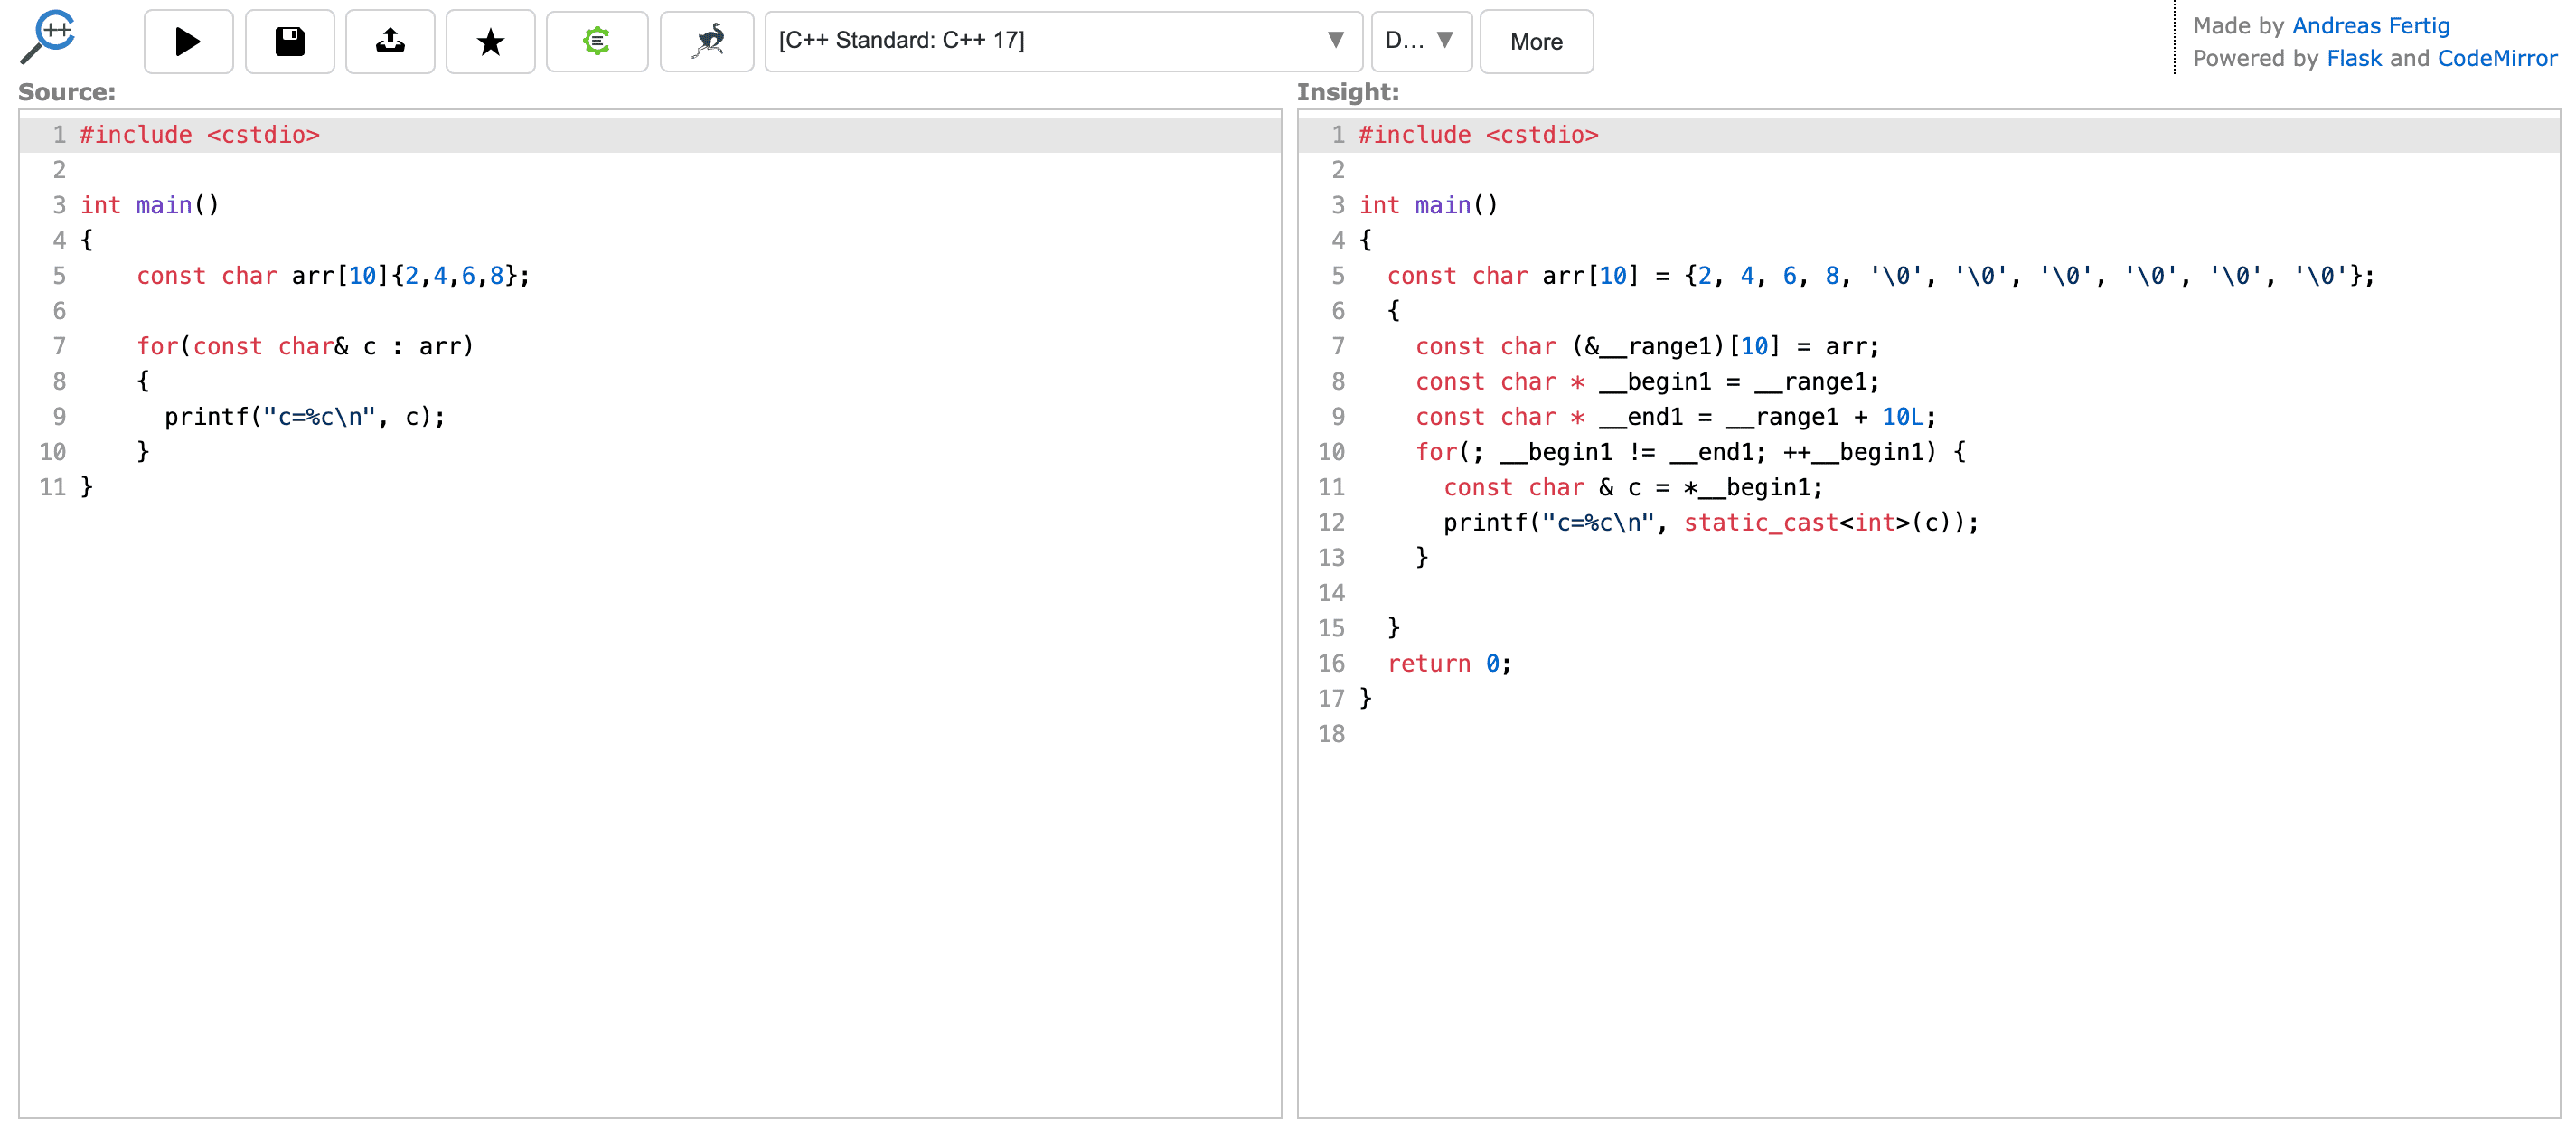 ++
[C++ Standard: C++ 17] ▼ D... ▼ More
Made by Andreas Fertig
Powered by Flask and CodeMirror
Source:
1 #include <cstdio>
2
3 int main()
4 {
5     const char arr[10]{2,4,6,8};
6
7     for(const char& c : arr)
8     {
9       printf("c=%c\n", c);
10     }
11 }
Insight:
1 #include <cstdio>
2
3 int main()
4 {
5   const char arr[10] = {2, 4, 6, 8, '\0', '\0', '\0', '\0', '\0', '\0'};
6   {
7     const char (&__range1)[10] = arr;
8     const char * __begin1 = __range1;
9     const char * __end1 = __range1 + 10L;
10     for(; __begin1 != __end1; ++__begin1) {
11       const char & c = *__begin1;
12       printf("c=%c\n", static_cast<int>(c));
13     }
14
15   }
16   return 0;
17 }
18